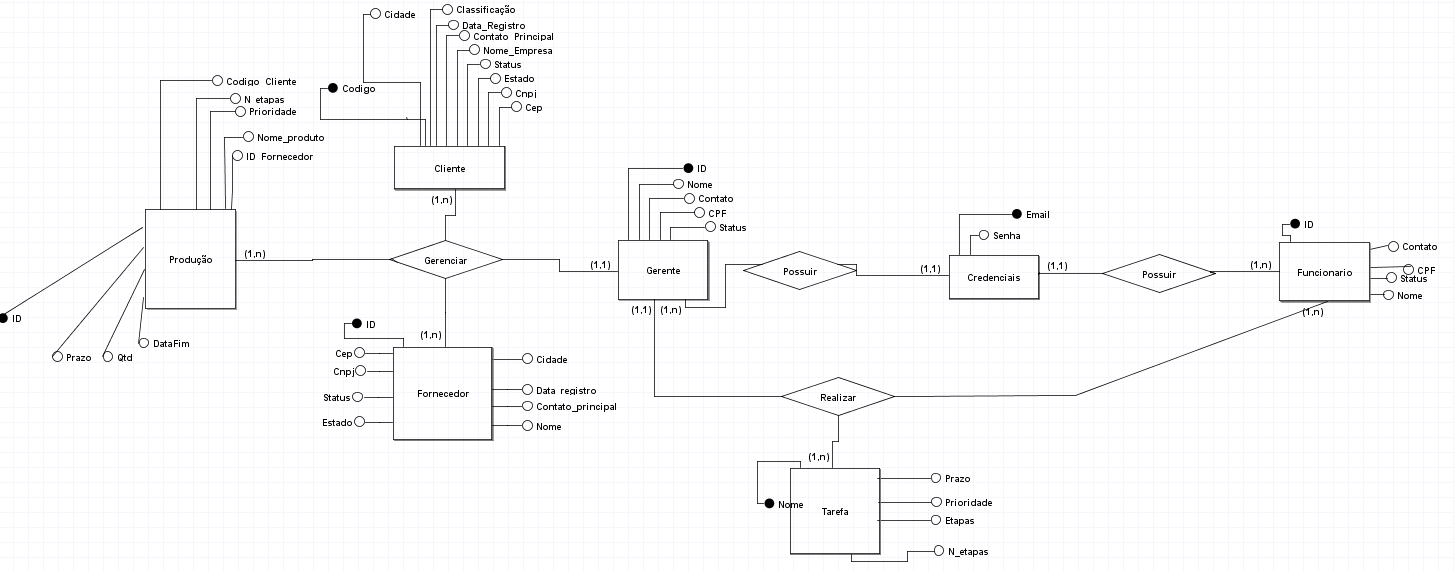 Cidade
Classificação
Data_Registro
Contato Principal
Nome_Empresa
Status
Estado
Cnpj
Cep
Codigo
Codigo Cliente
N etapas
Prioridade
Nome_produto
ID Fornecedor
Cliente
(1,n)
Produção
(1,n)
Gerenciar
ID
Prazo
Qtd
DataFim
(1,n)
ID
Cep
Cnpj
Status
Estado
Fornecedor
Cidade
Data registro
Contato_principal
Nome
ID
Nome
Contato
CPF
Status
(1,1)
Gerente
(1,1)
(1,n)
Possuir
(1,1)
Email
Senha
Credenciais
(1,1)
Possuir
(1,n)
ID
Funcionario
Contato
CPF
Status
Nome
(1,n)
Realizar
(1,n)
Nome
Tarefa
Prazo
Prioridade
Etapas
N_etapas